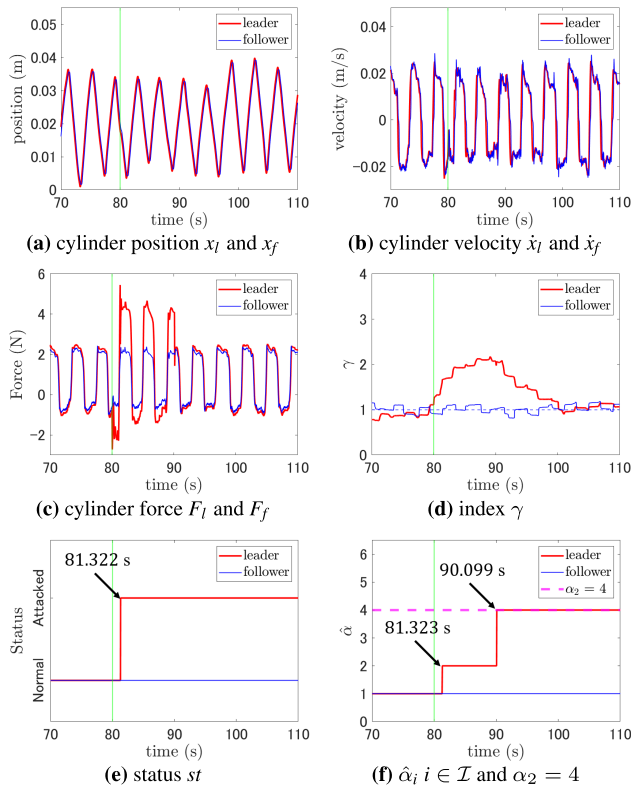 0.05
0.04
0.03
0.02
0.01
0
position (m)
70 80 90 100 110
time (s)
leader
follower
(a) cylinder position x_l and x_f
0.04
0.02
0
−0.02
velocity (m/s)
70 80 90 100 110
time (s)
leader
follower
(b) cylinder velocity ẋ_l and ẋ_f
6
4
2
0
−2
Force (N)
70 80 90 100 110
time (s)
leader
follower
(c) cylinder force F_l and F_f
4
3
2
1
0
γ
70 80 90 100 110
time (s)
leader
follower
(d) index γ
Attacked
Normal
Status
81.322 s
70 80 90 100 110
time (s)
leader
follower
(e) status st
6
5
4
3
2
1
0
α̂
90.099 s
81.323 s
70 80 90 100 110
time (s)
leader
follower
α₂ = 4
(f) α̂_i i ∈ I and α₂ = 4